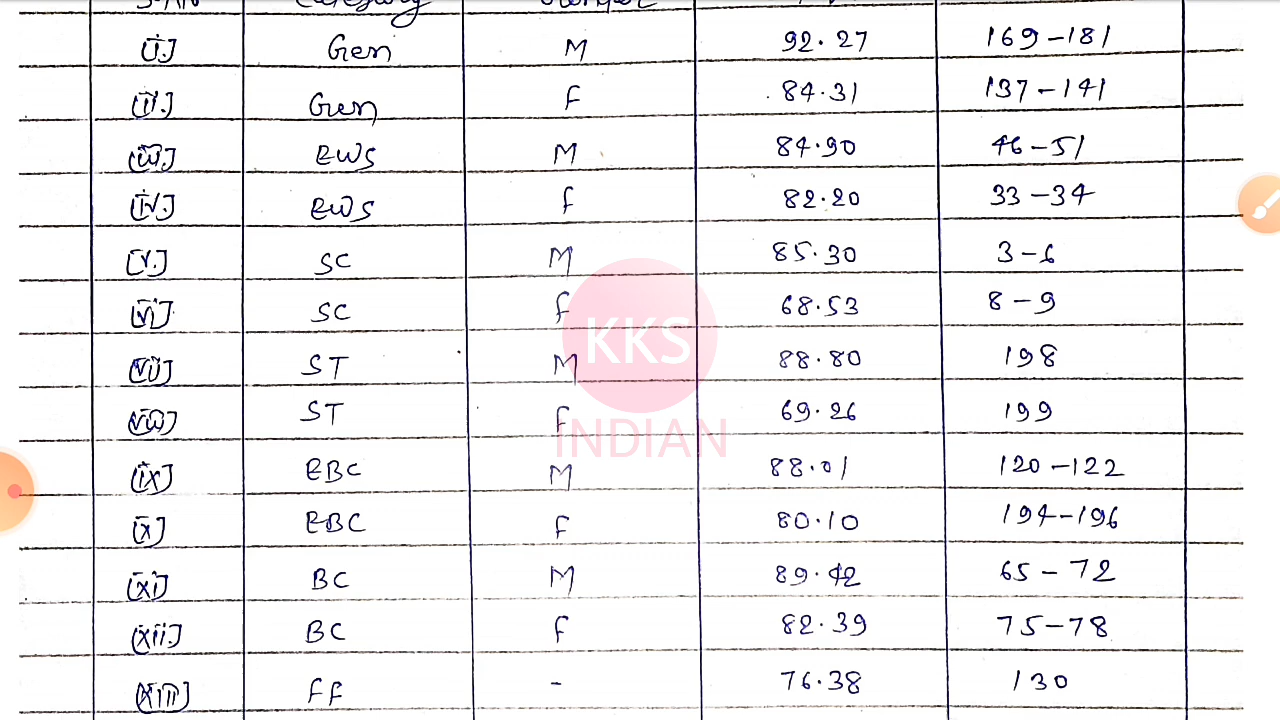 [i.] Gen M 92.27 169-181
[ii.] Gen F 84.31 137-141
[iii.] EWS M 84.90 46-51
[iv.] EWS F 82.20 33-34
[v.] SC M 85.30 3-6
[vi] SC F 68.53 8-9
[vii] ST M 88.80 198
[viii] ST F 69.26 199
[ix] EBC M 88.01 120-122
[x] EBC F 80.10 194-196
[xi] BC M 89.42 65-72
[xii.] BC F 82.39 75-78
[xiii] FF - 76.38 130
KKS
INDIAN